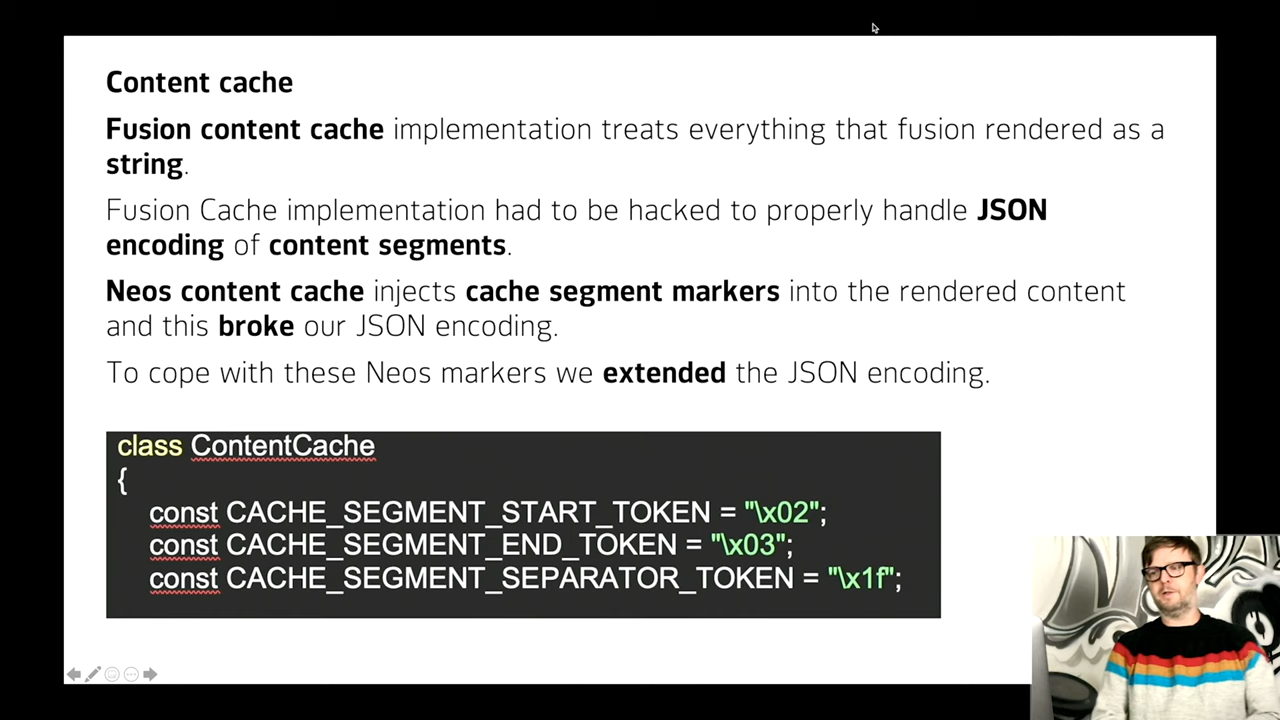 Content cache
Fusion content cache implementation treats everything that fusion rendered as a
string.
Fusion Cache implementation had to be hacked to properly handle JSON
encoding of content segments.
Neos content cache injects cache segment markers into the rendered content
and this broke our JSON encoding.
To cope with these Neos markers we extended the JSON encoding.
class ContentCache
{
const CACHE_SEGMENT_START_TOKEN = "\x02";
const CACHE_SEGMENT_END_TOKEN = "\x03";
const CACHE_SEGMENT_SEPARATOR_TOKEN = "\x1f";